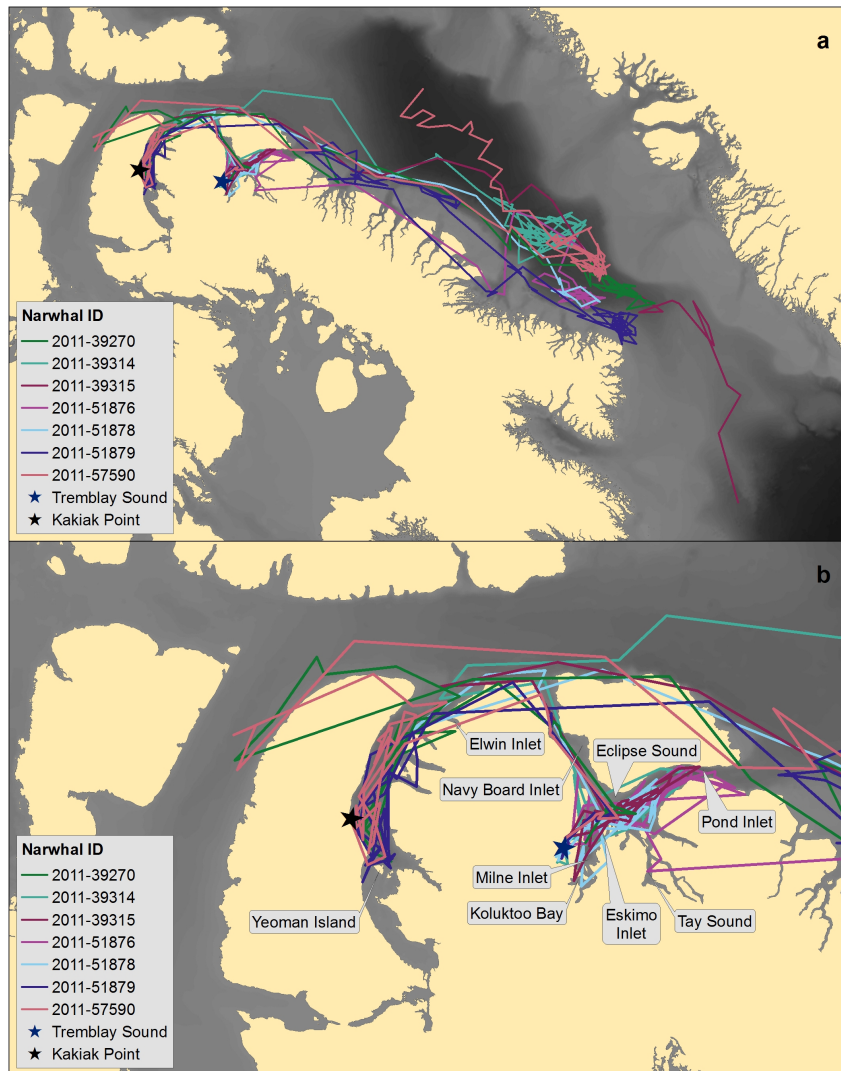 a
Narwhal ID
2011-39270
2011-39314
2011-39315
2011-51876
2011-51878
2011-51879
2011-57590
Tremblay Sound
Kakiak Point
b
Elwin Inlet
Eclipse Sound
Navy Board Inlet
Pond Inlet
Milne Inlet
Koluktoo Bay
Yeoman Island
Eskimo
Inlet
Tay Sound
Narwhal ID
2011-39270
2011-39314
2011-39315
2011-51876
2011-51878
2011-51879
2011-57590
Tremblay Sound
Kakiak Point